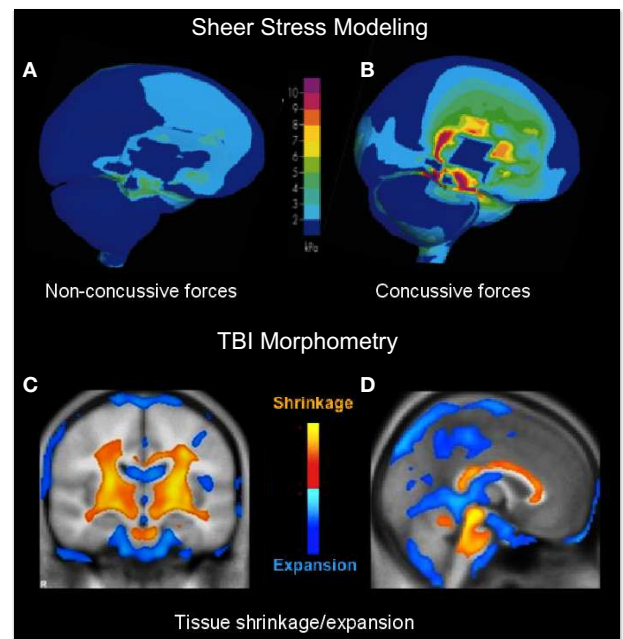 Sheer Stress Modeling
A
B
10
9
8
7
6
5
4
3
2
kPa
Non-concussive forces
Concussive forces
TBI Morphometry
C
D
Shrinkage
Expansion
R
Tissue shrinkage/expansion